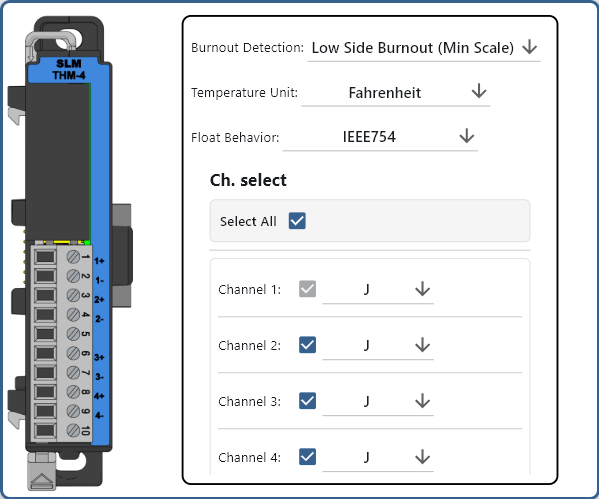 SLM
THM-4
1 1+
2 1-
3 2+
4 2-
5
6 3+
7 3-
8 4+
9 4-
10
Burnout Detection: Low Side Burnout (Min Scale)
Temperature Unit: Fahrenheit
Float Behavior: IEEE754
Ch. select
Select All
Channel 1: J
Channel 2: J
Channel 3: J
Channel 4: J